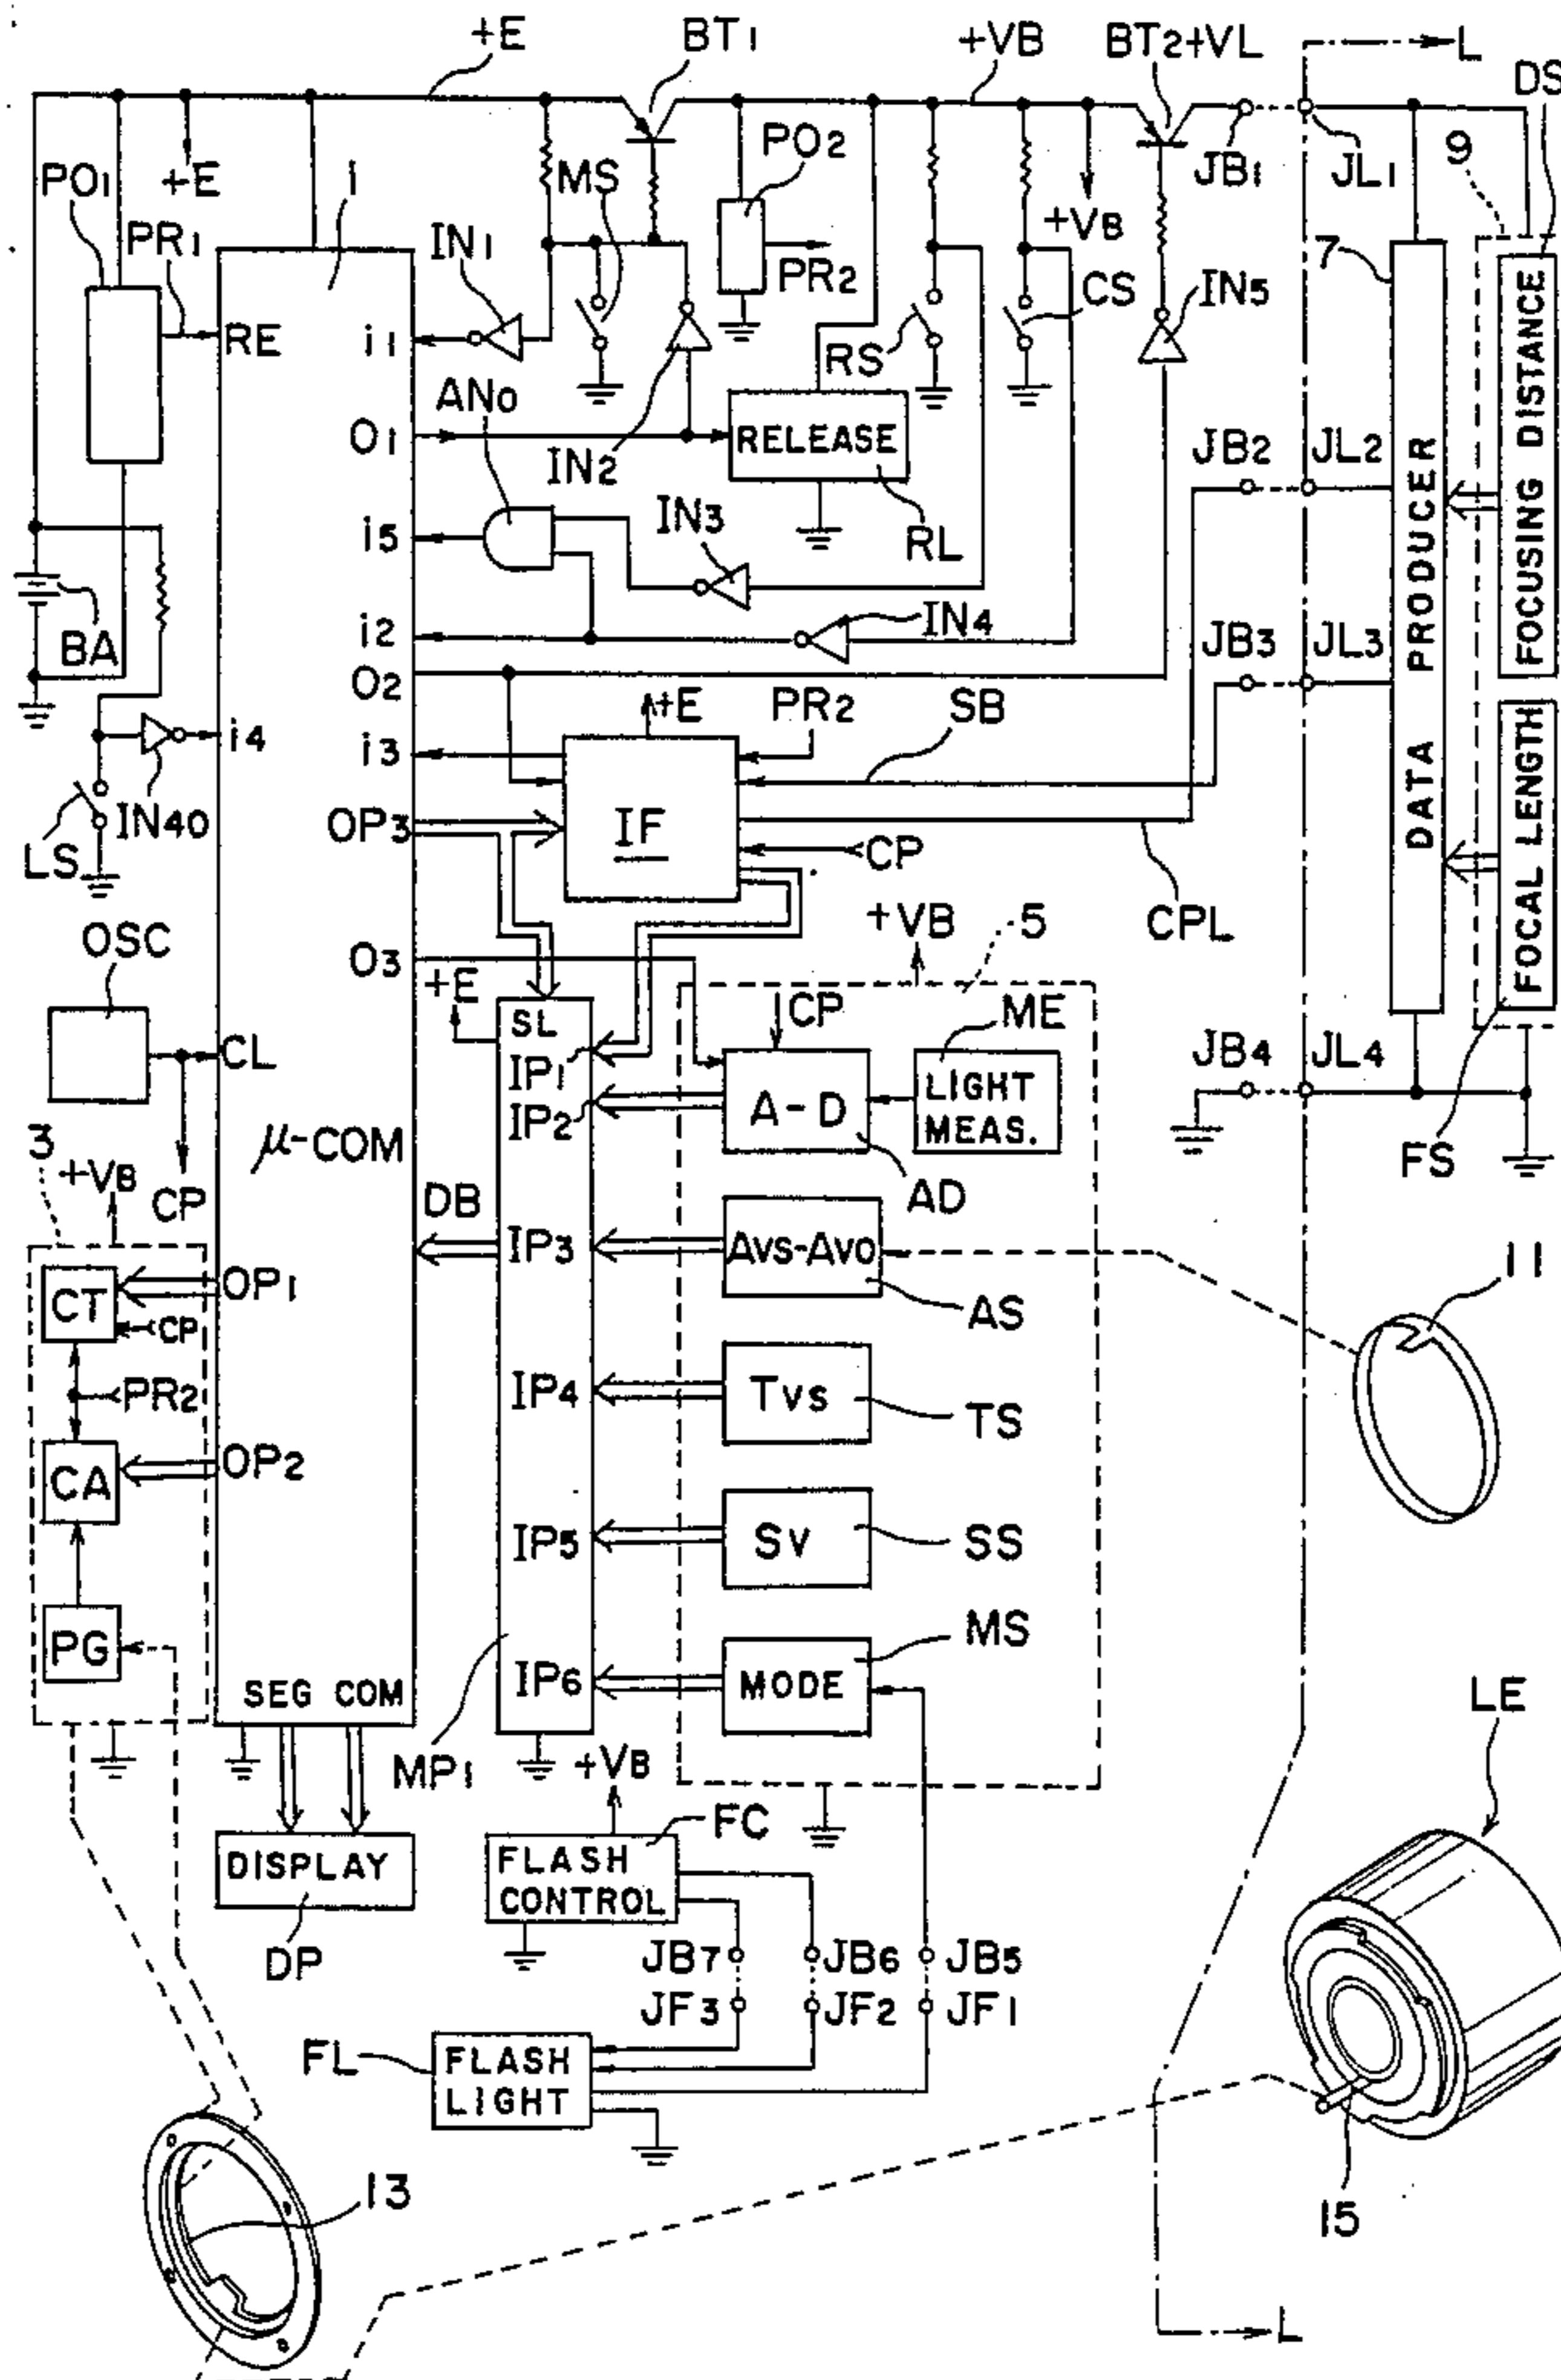 +E
BT1
+VB
BT2+VL
L
DS
PO1
+E
1
MS
PO2
+VB
JB1
JL1
9
PR1
IN1
PR2
RS
CS
IN5
7
RE
i1
AN0
O1
IN2
RELEASE
JB2
JL2
FOCUSING DISTANCE
i5
IN3
RL
BA
i2
IN4
JB3
JL3
DATA PRODUCER
O2
+E
PR2
SB
i4
i3
IN40
OP3
IF
LS
CP
FOCAL LENGTH
OSC
+VB
5
CPL
O3
+E
CP
ME
CL
SL
IP1
IP2
A-D
LIGHT
MEAS.
JB4
JL4
3
μ-COM
+VB
CP
DB
AD
FS
IP3
Avs-Avo
11
CT
OP1
CP
AS
PR2
IP4
Tvs
TS
CA
OP2
IP5
Sv
SS
PG
MS
IP6
MODE
SEG COM
LE
MP1
+VB
FC
DISPLAY
FLASH
CONTROL
DP
JB7
JB6
JB5
JF3
JF2
JF1
FL
FLASH
LIGHT
13
15
L